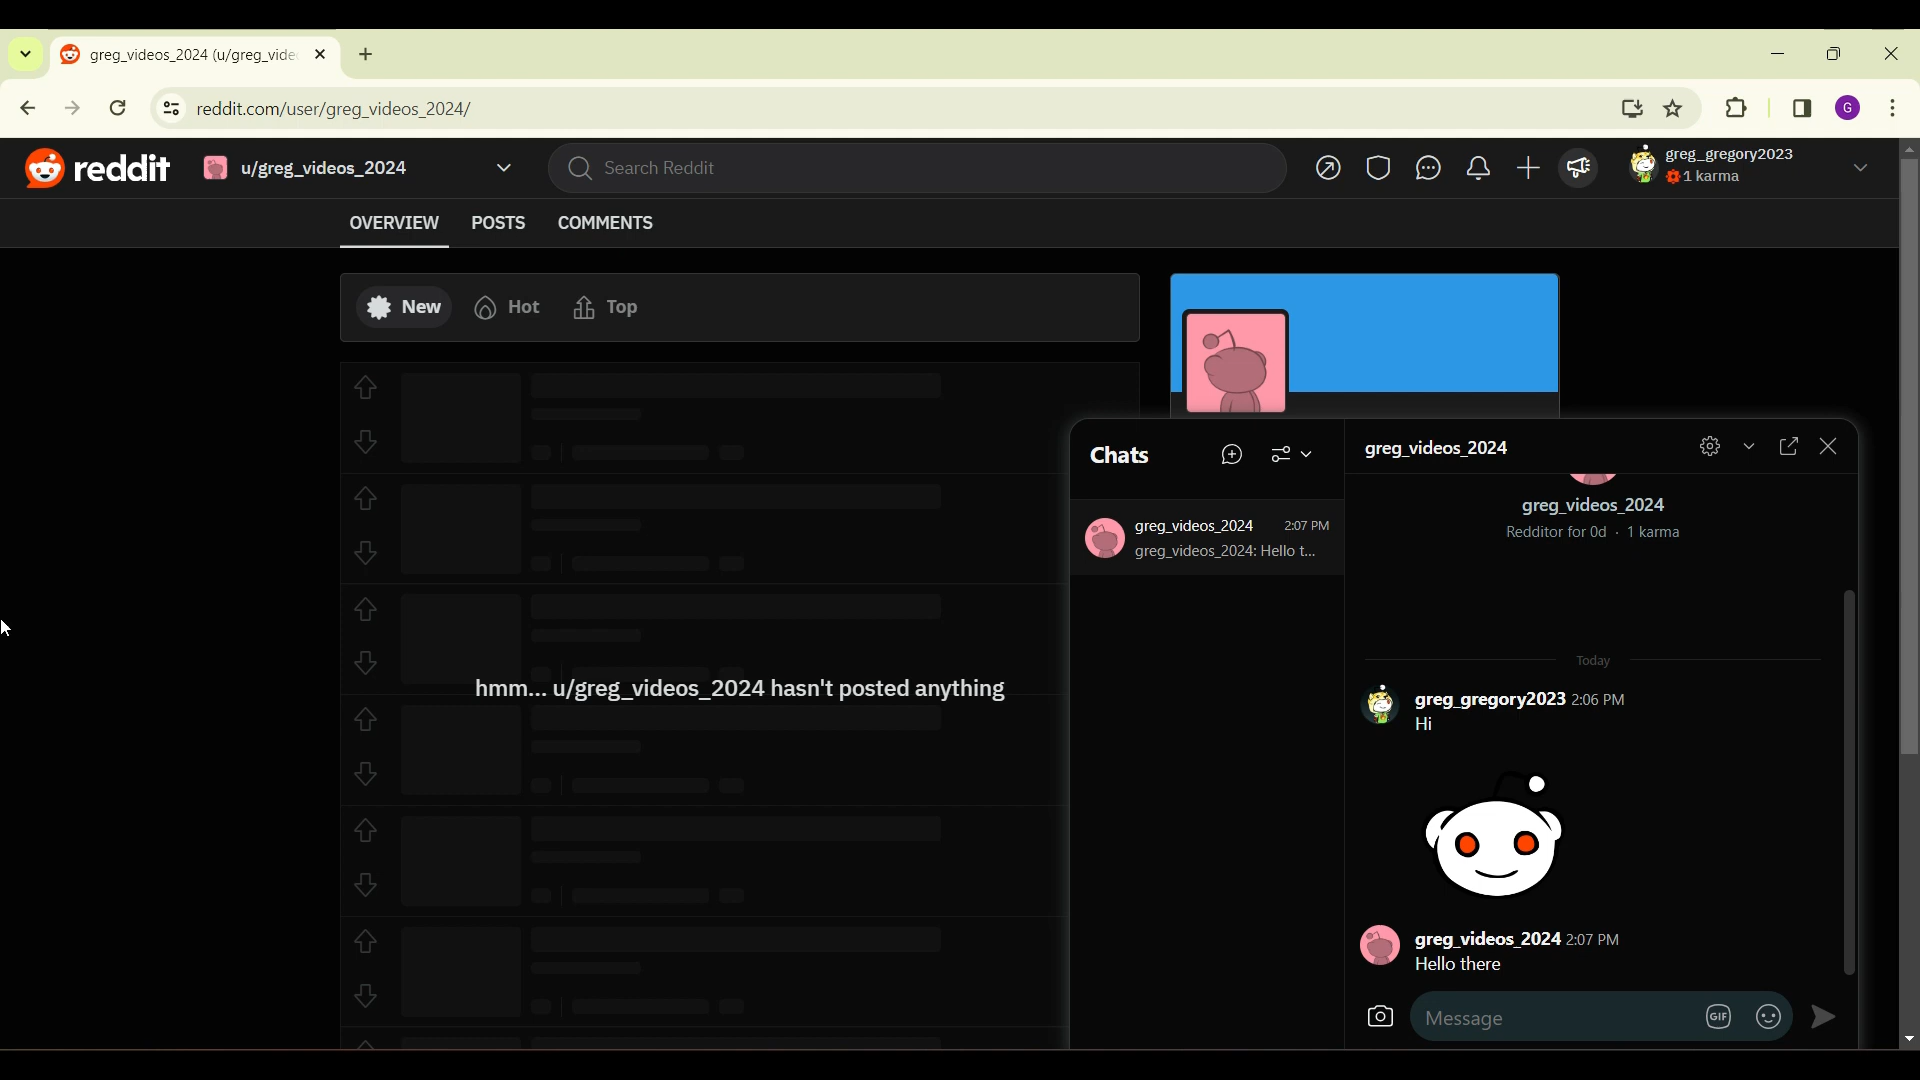 greg_videos_2024 (u/greg_vide
reddit.com/user/greg_videos_2024/
G
reddit
u/greg_videos_2024
Search Reddit
greg_gregory2023
1 karma
OVERVIEW POSTS COMMENTS
New Hot Top
hmm... u/greg_videos_2024 hasn't posted anything
Chats
greg_videos_2024 2:07 PM
greg_videos_2024: Hello t...
greg_videos_2024
greg_videos_2024
Redditor for 0d · 1 karma
Today
greg_gregory2023 2:06 PM
Hi
greg_videos_2024 2:07 PM
Hello there
Message
GIF